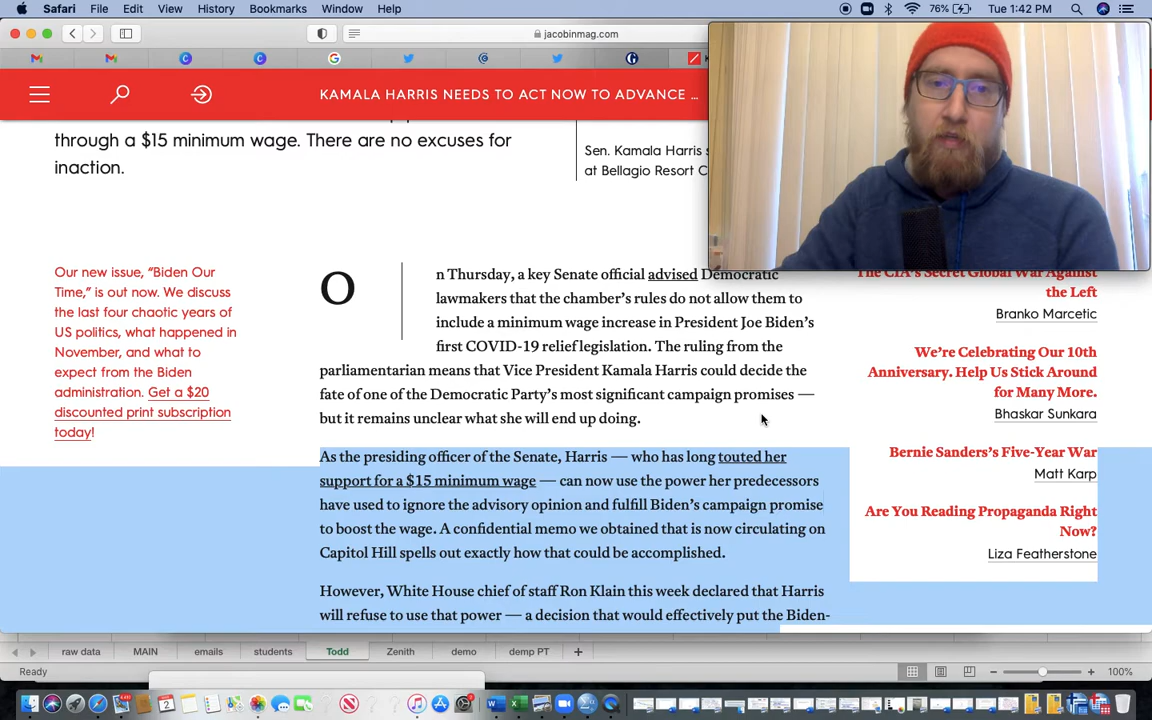 Safari File Edit View History Bookmarks Window Help
76% Tue 1:42 PM
jacobinmag.com
KAMALA HARRIS NEEDS TO ACT NOW TO ADVANCE ...
through a $15 minimum wage. There are no excuses for
inaction.
Sen. Kamala Harris
at Bellagio Resort C
Our new issue, “Biden Our
Time,” is out now. We discuss
the last four chaotic years of
US politics, what happened in
November, and what to
expect from the Biden
administration. Get a $20
discounted print subscription
today!
On Thursday, a key Senate official advised Democratic
lawmakers that the chamber’s rules do not allow them to
include a minimum wage increase in President Joe Biden’s
first COVID-19 relief legislation. The ruling from the
parliamentarian means that Vice President Kamala Harris could decide the
fate of one of the Democratic Party’s most significant campaign promises —
but it remains unclear what she will end up doing.
As the presiding officer of the Senate, Harris — who has long touted her
support for a $15 minimum wage — can now use the power her predecessors
have used to ignore the advisory opinion and fulfill Biden’s campaign promise
to boost the wage. A confidential memo we obtained that is now circulating on
Capitol Hill spells out exactly how that could be accomplished.
However, White House chief of staff Ron Klain this week declared that Harris
will refuse to use that power — a decision that would effectively put the Biden-
The CIA’s Secret Global War Against
the Left
Branko Marcetic
We’re Celebrating Our 10th
Anniversary. Help Us Stick Around
for Many More.
Bhaskar Sunkara
Bernie Sanders’s Five-Year War
Matt Karp
Are You Reading Propaganda Right
Now?
Liza Featherstone
raw data MAIN emails students Todd Zenith demo demp PT
Ready
100%